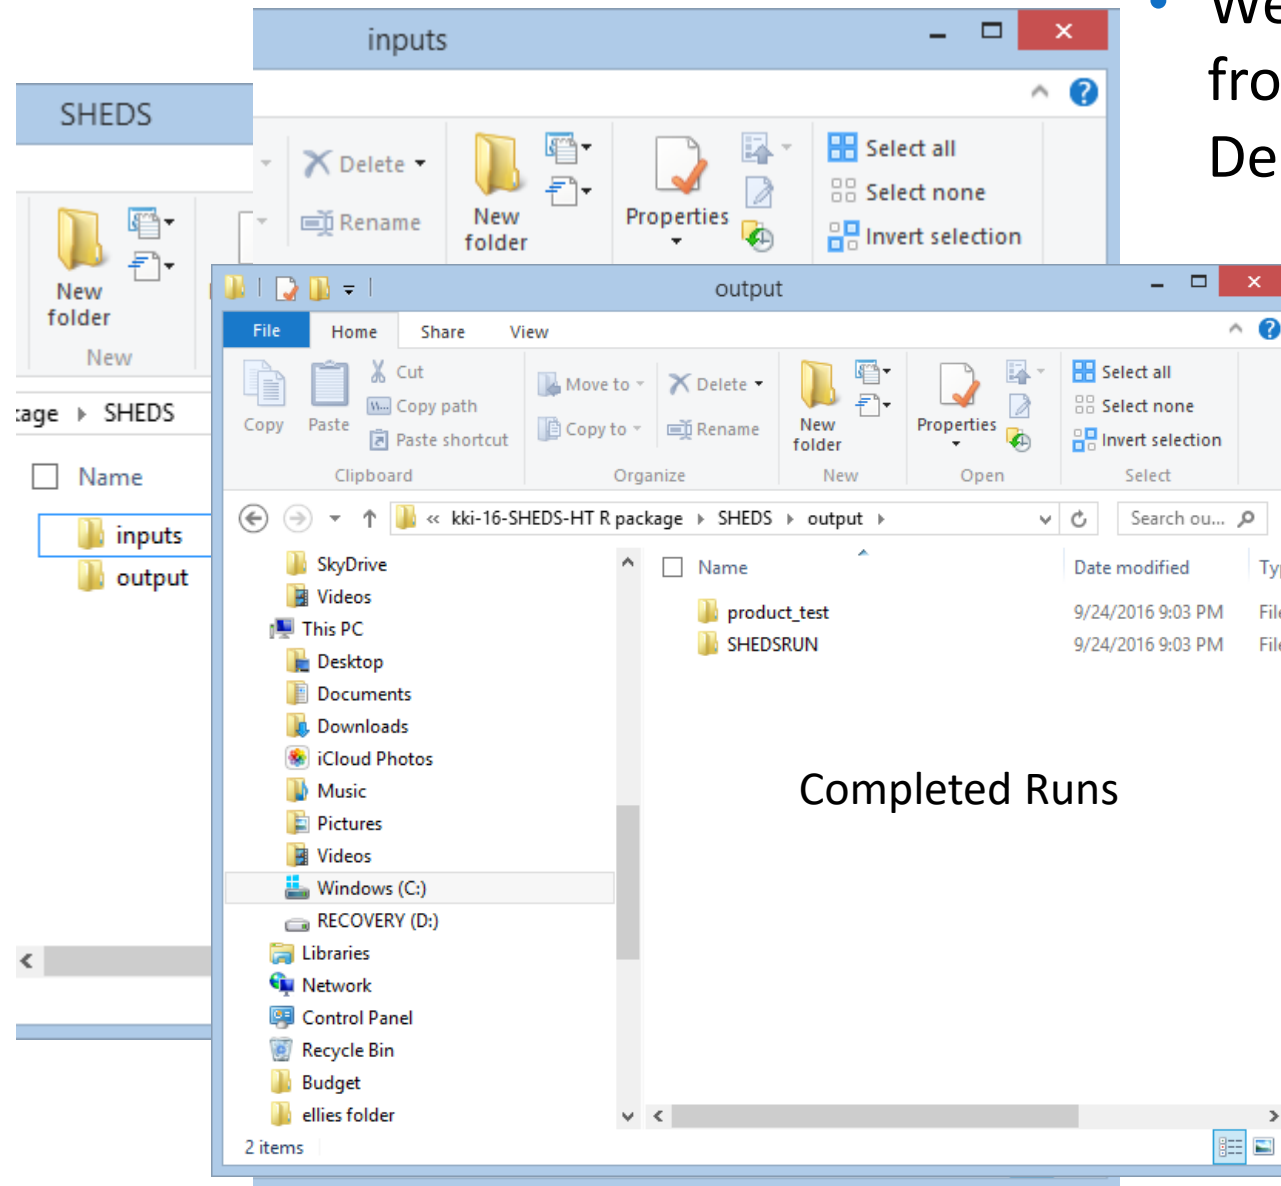 inputs
Delete
Rename
New
folder
Properties
Select all
Select none
Invert selection
SHEDS
New
folder
New
SHEDS
Name
inputs
output
output
File Home Share View
Copy
Paste
Cut
Copy path
Paste shortcut
Clipboard
Move to
Copy to
Delete
Rename
Organize
New
folder
New
Properties
Open
Select all
Select none
Invert selection
Select
« kki-16-SHEDS-HT R package SHEDS output
Search ou...
SkyDrive
Videos
This PC
Desktop
Documents
Downloads
iCloud Photos
Music
Pictures
Videos
Windows (C:)
RECOVERY (D:)
Libraries
Network
Control Panel
Recycle Bin
Budget
ellies folder
Name Date modified
product_test 9/24/2016 9:03 PM
SHEDSRUN 9/24/2016 9:03 PM
Completed Runs
2 items